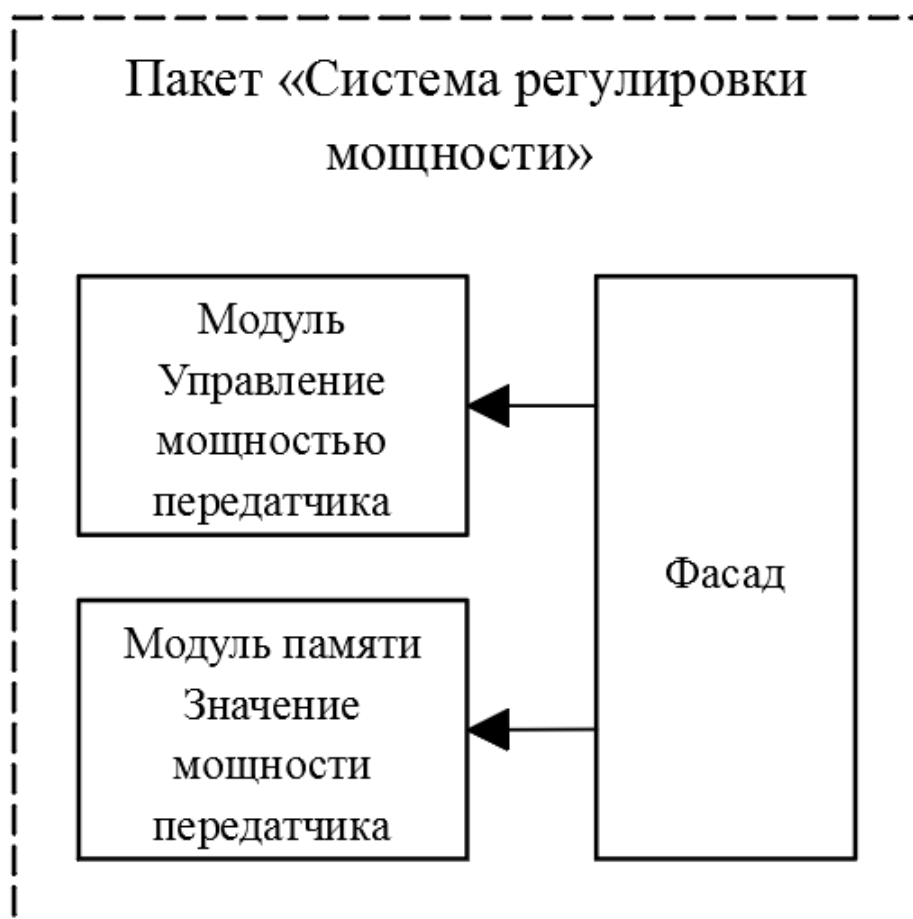 Пакет «Система регулировки
мощности»
Модуль
Управление
мощностью
передатчика
Фасад
Модуль памяти
Значение
мощности
передатчика